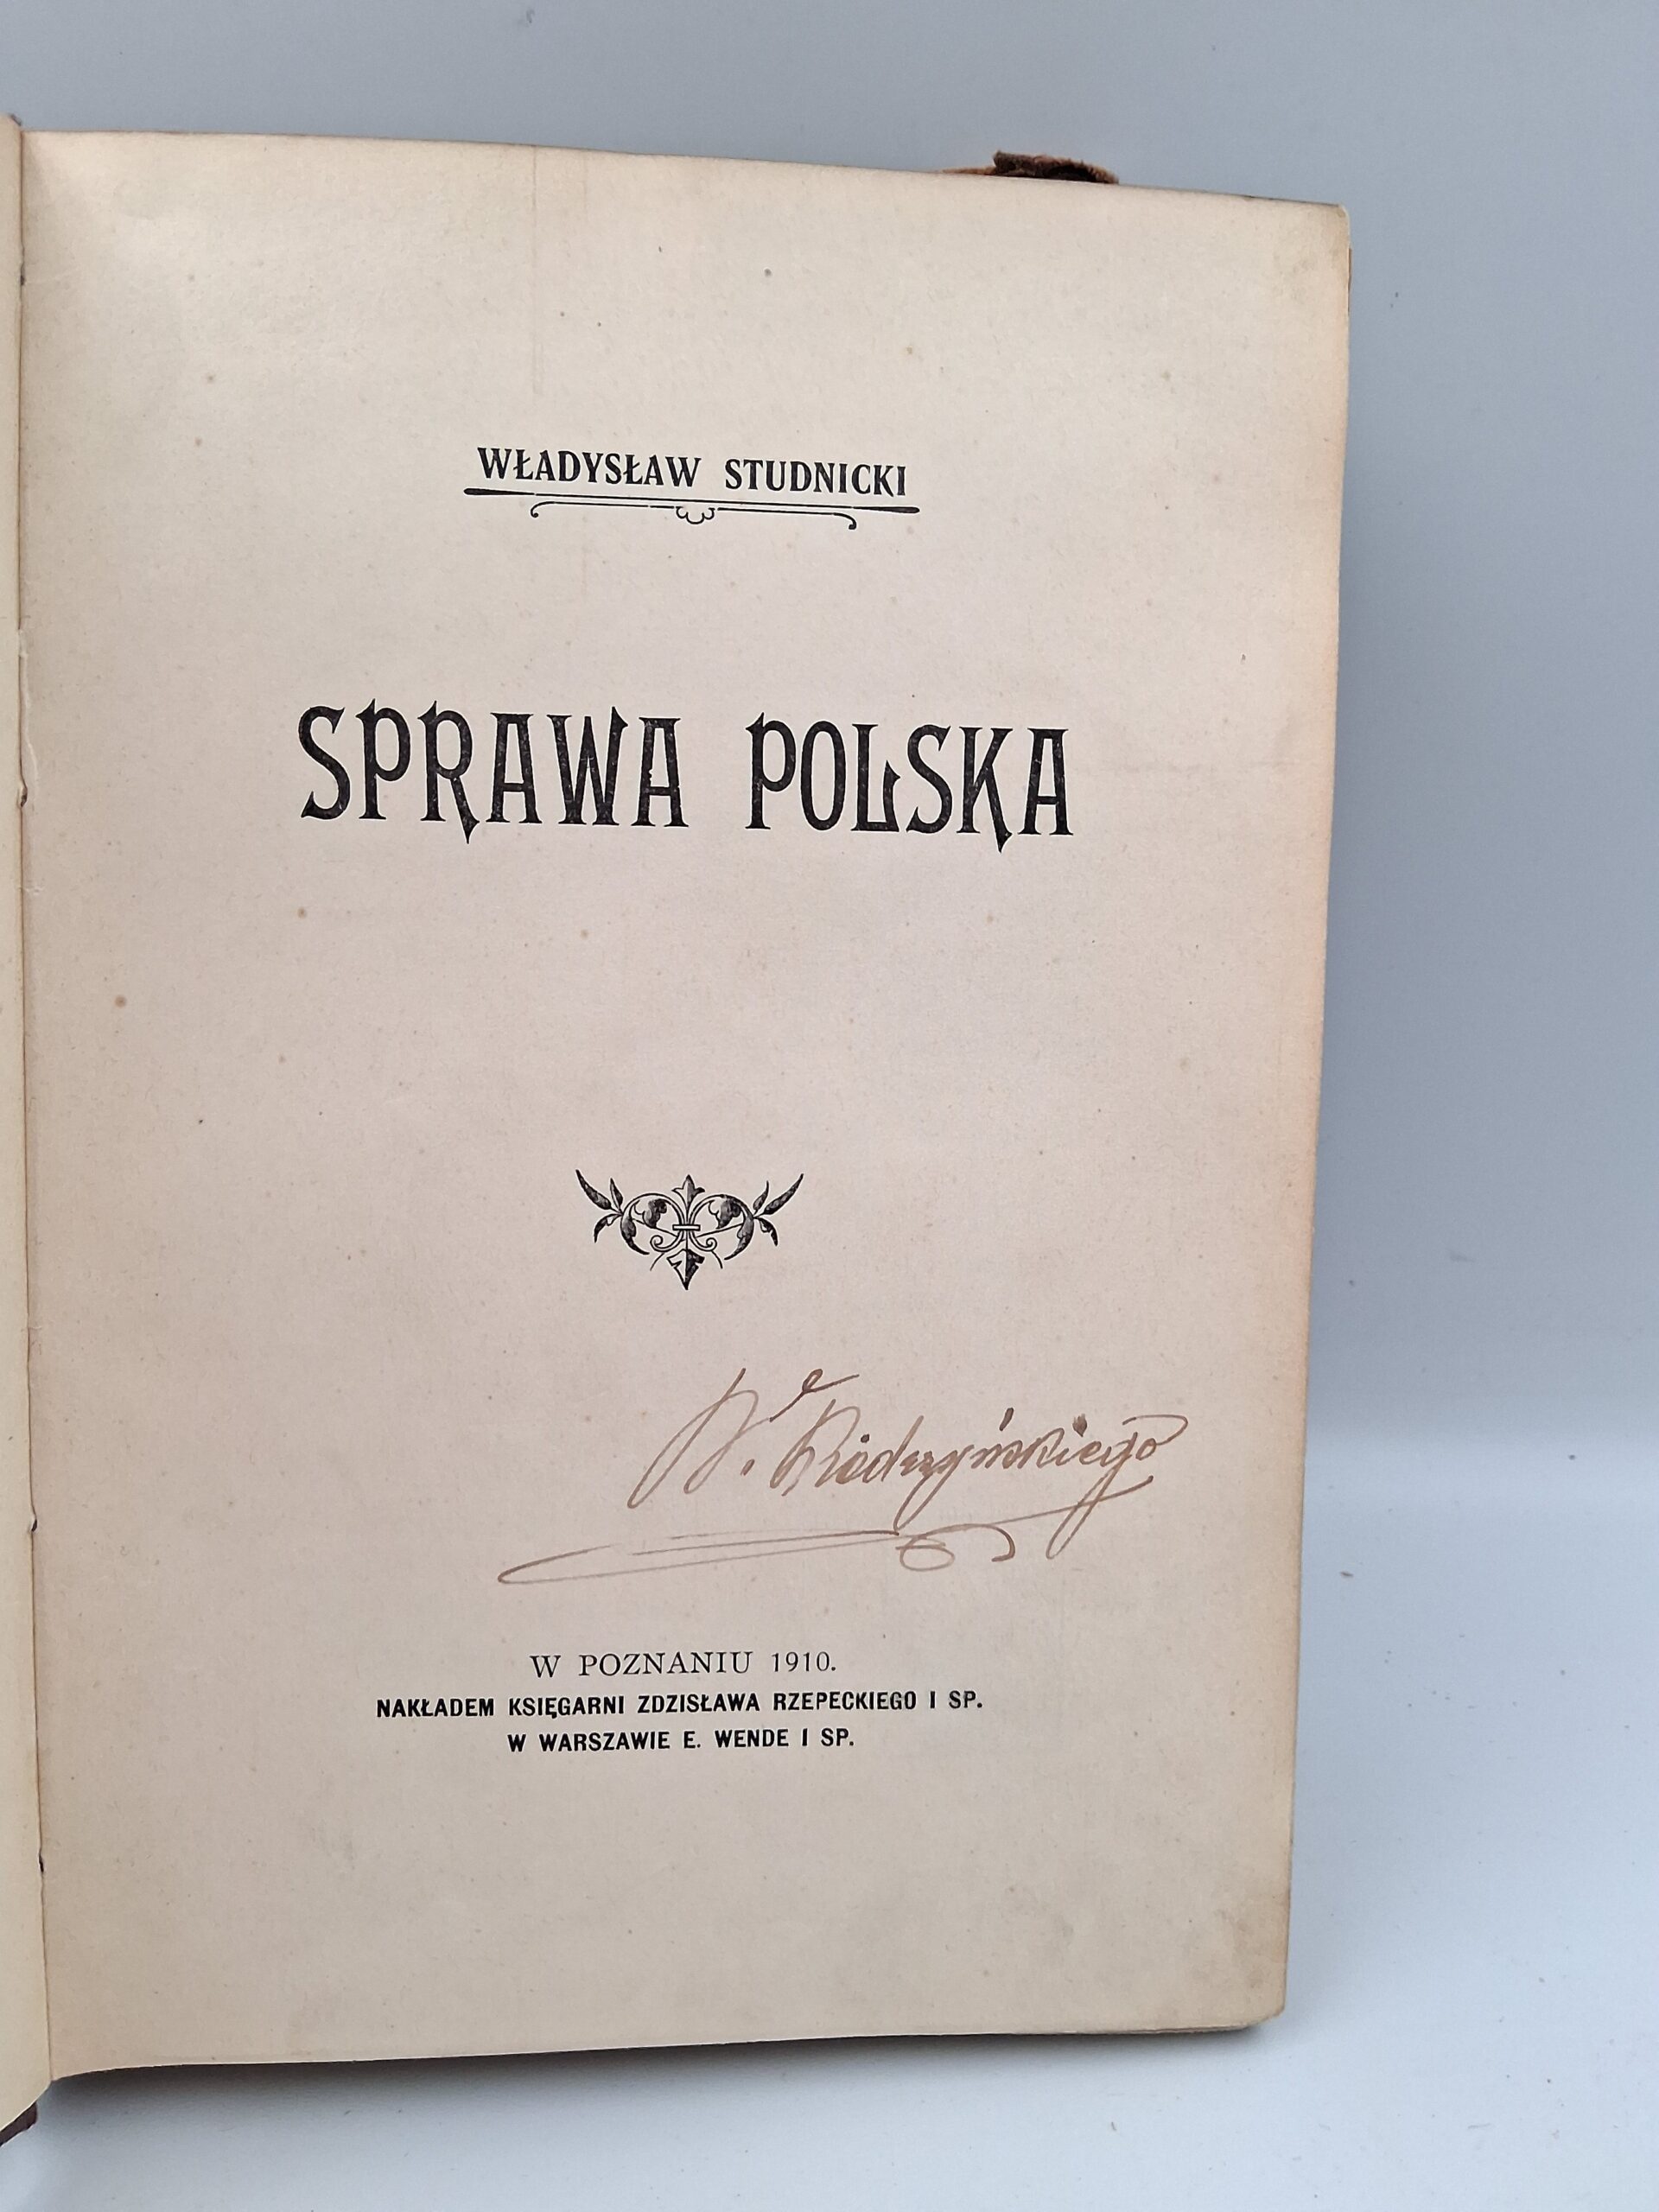 WŁADYSŁAW STUDNICKI
SPRAWA POLSKA
W POZNANIU 1910.
NAKŁADEM KSIĘGARNI ZDZISŁAWA RZEPECKIEGO I SP.
W WARSZAWIE E. WENDE I SP.